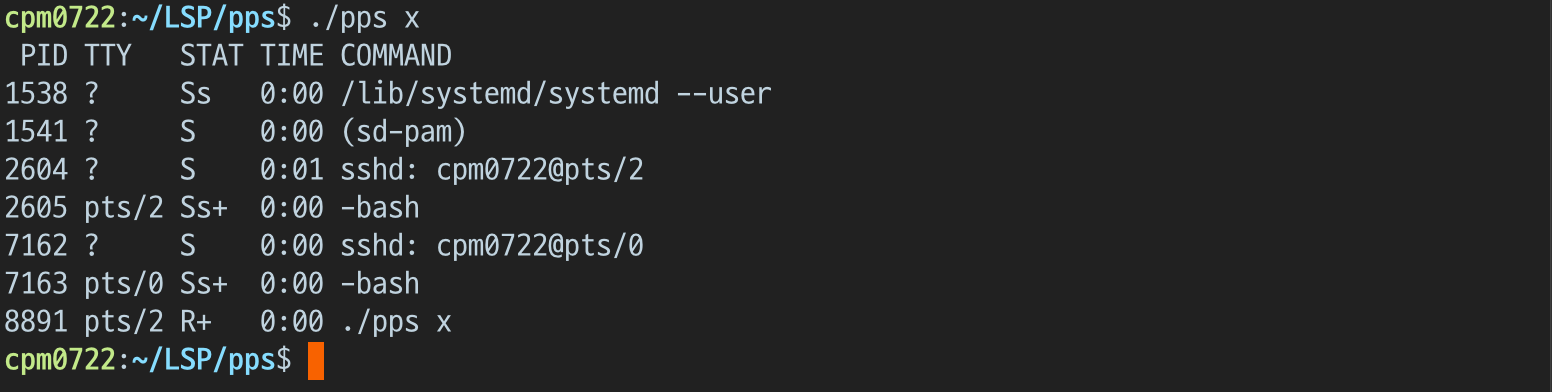 cpm0722:~/LSP/pps$ ./pps x
 PID TTY   STAT TIME COMMAND
1538 ?     Ss   0:00 /lib/systemd/systemd --user
1541 ?     S    0:00 (sd-pam)
2604 ?     S    0:01 sshd: cpm0722@pts/2
2605 pts/2 Ss+  0:00 -bash
7162 ?     S    0:00 sshd: cpm0722@pts/0
7163 pts/0 Ss+  0:00 -bash
8891 pts/2 R+   0:00 ./pps x
cpm0722:~/LSP/pps$